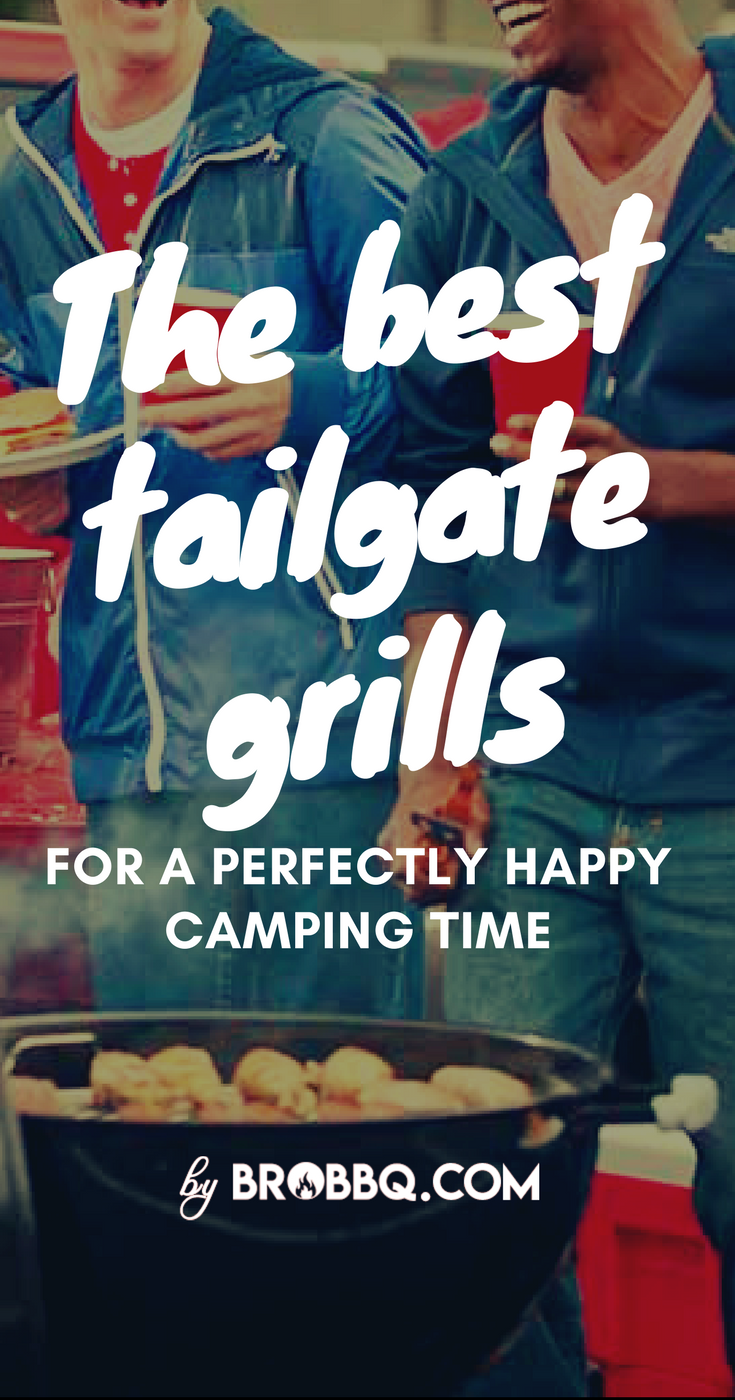 The best
tailgate
grills
FOR A PERFECTLY HAPPY
CAMPING TIME
by BROBBQ.COM